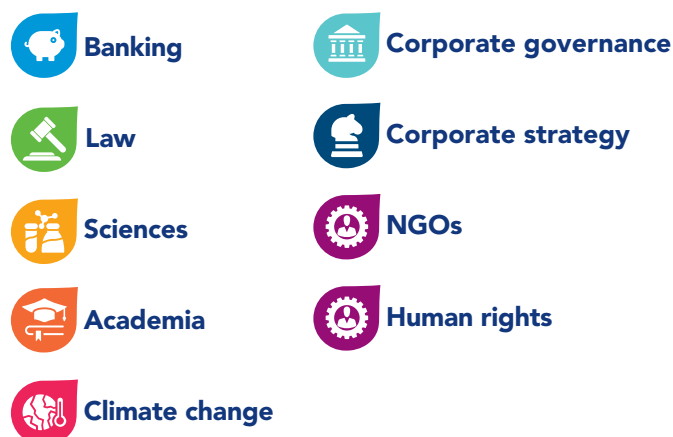 Banking
Law
Sciences
Academia
Climate change
Corporate governance
Corporate strategy
NGOs
Human rights